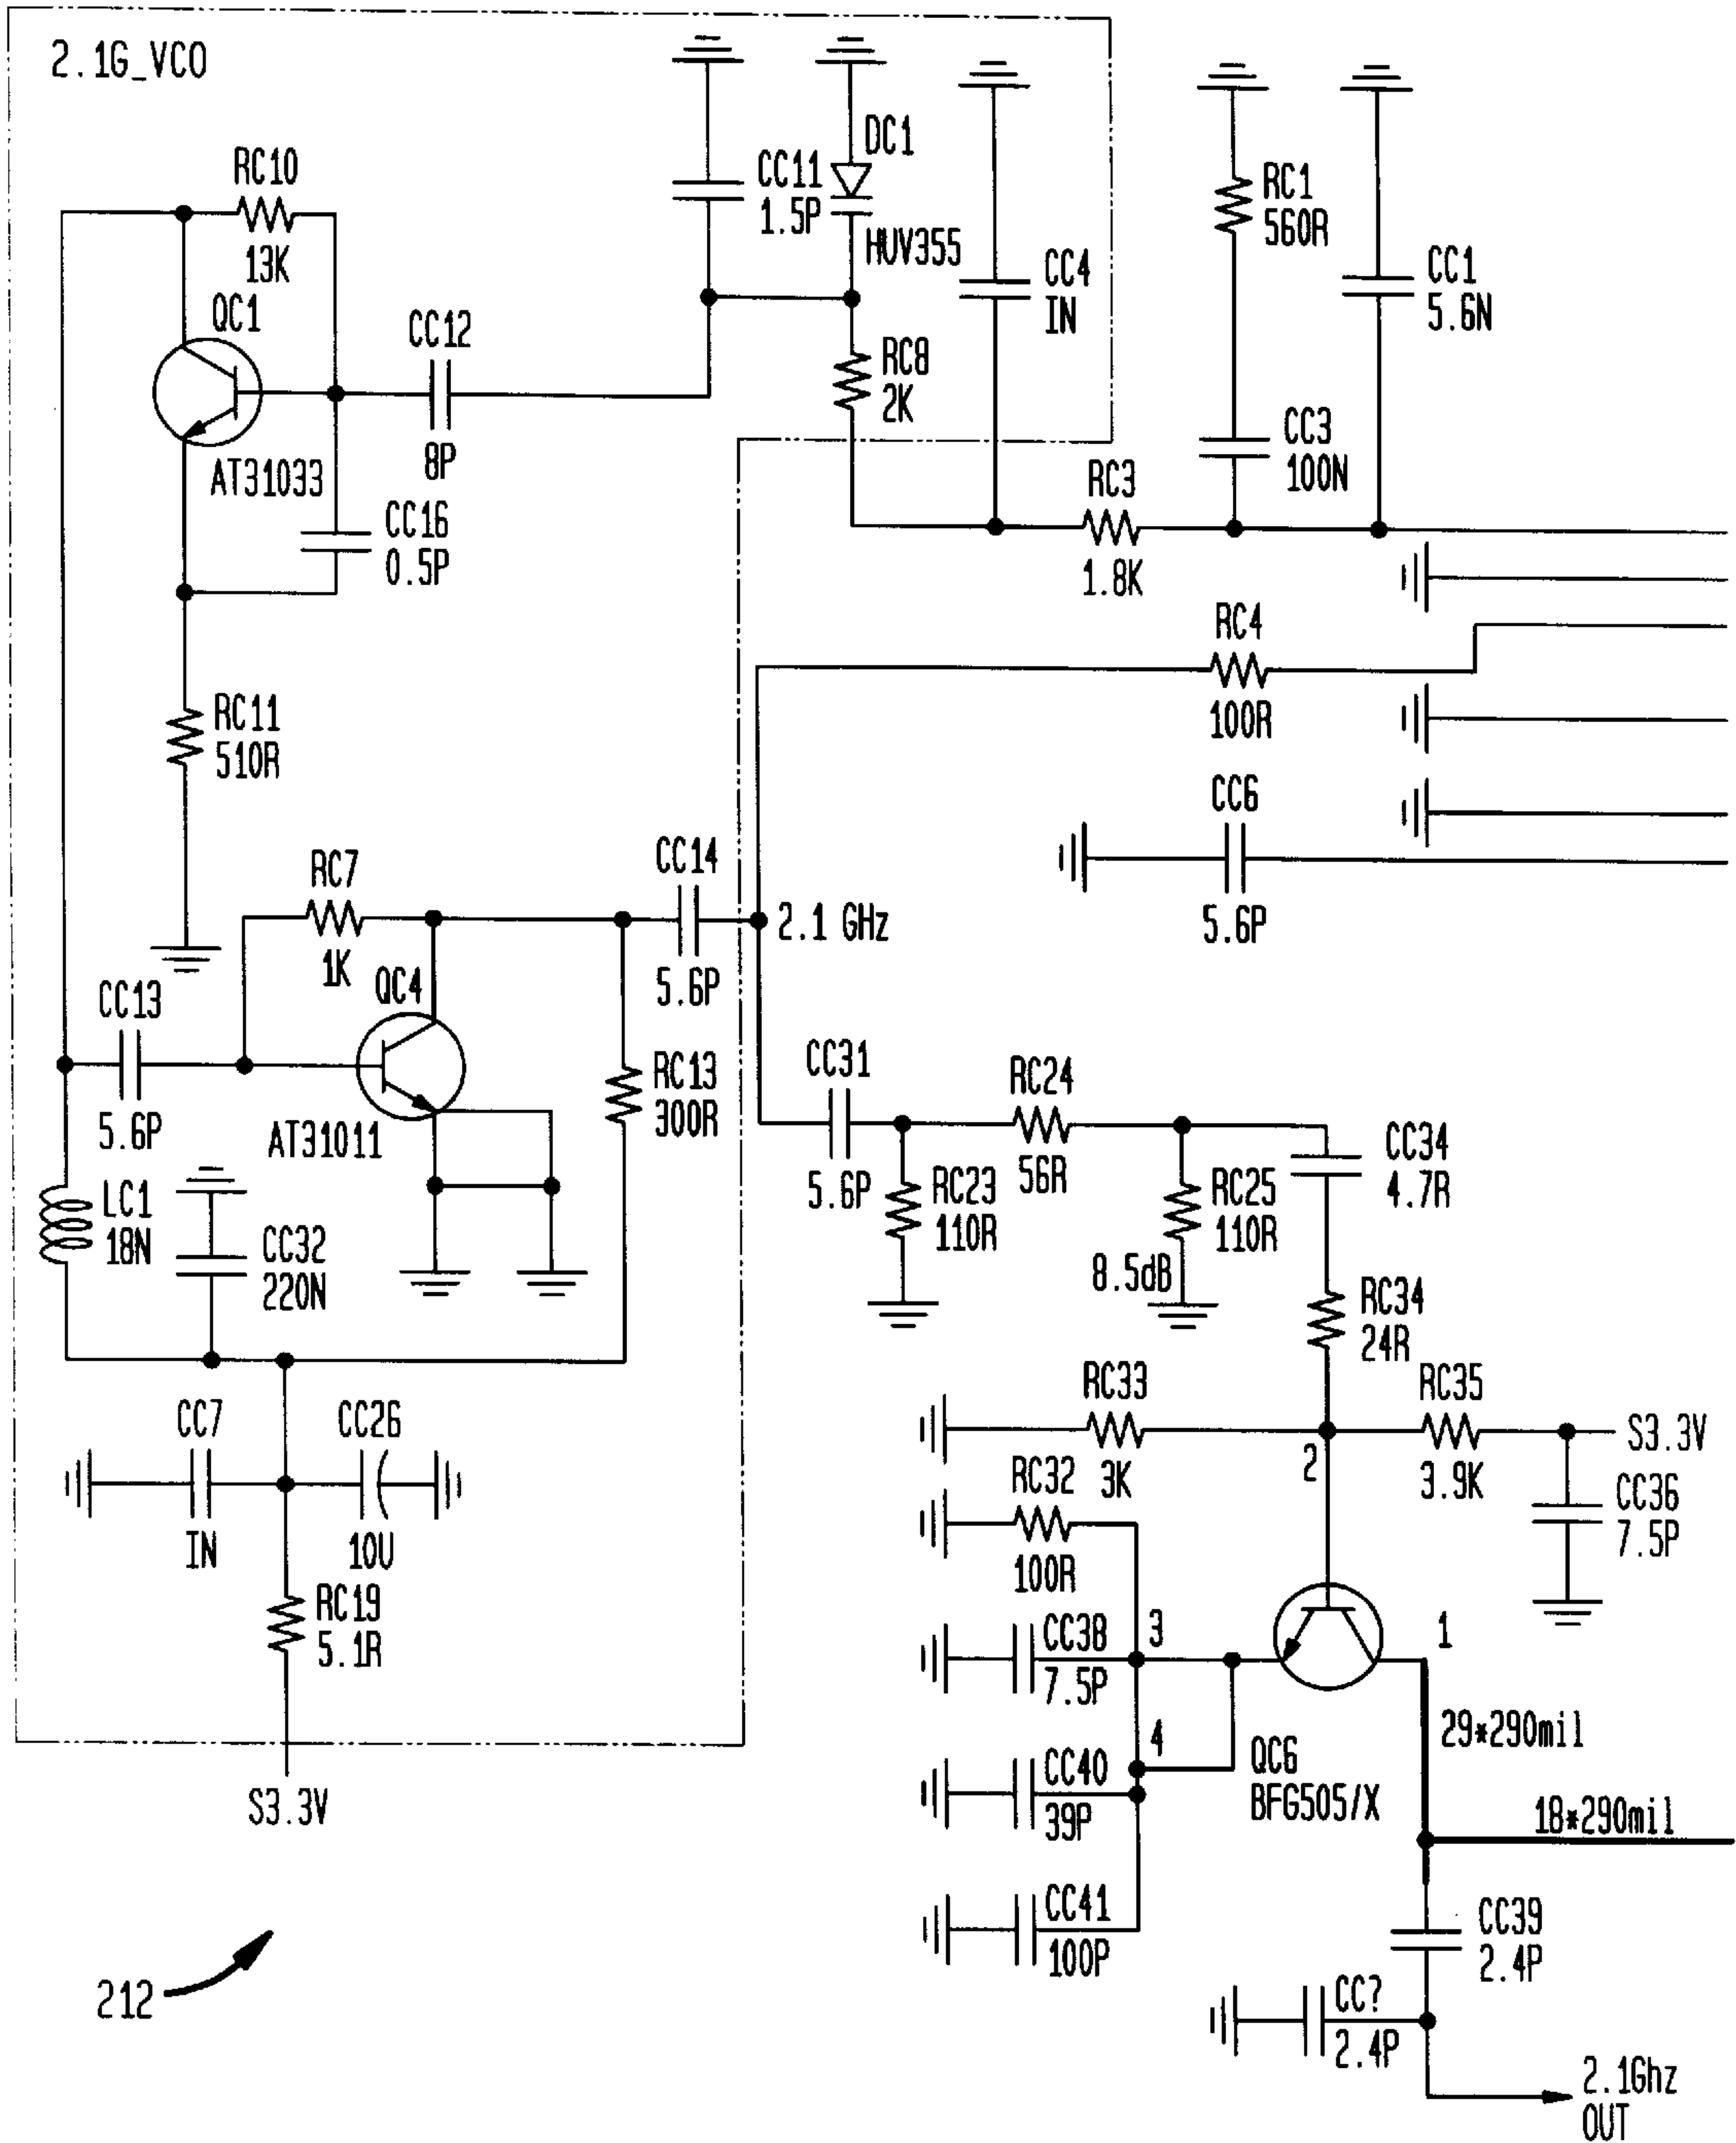 2.1G_VCO
RC10
13K
QC1
AT31033
CC12
8P
CC16
0.5P
CC11
1.5P
DC1
HUV355
RC8
2K
CC4
IN
RC1
560R
CC1
5.6N
CC3
100N
RC3
1.8K
RC4
100R
CC6
5.6P
RC11
510R
RC7
1K
QC4
AT31011
CC14
5.6P
2.1 GHz
CC13
5.6P
RC13
300R
LC1
18N
CC32
220N
CC31
5.6P
RC24
56R
RC23
110R
RC25
110R
8.5dB
CC34
4.7R
RC34
24R
CC7
IN
CC26
10U
RC19
5.1R
S3.3V
RC33
3K
2
RC35
3.9K
S3.3V
CC36
7.5P
RC32
100R
CC38
7.5P
3
4
CC40
39P
CC41
100P
QC6
BFG505/X
1
29*290mil
18*290mil
CC39
2.4P
CC?
2.4P
2.1Ghz
OUT
212